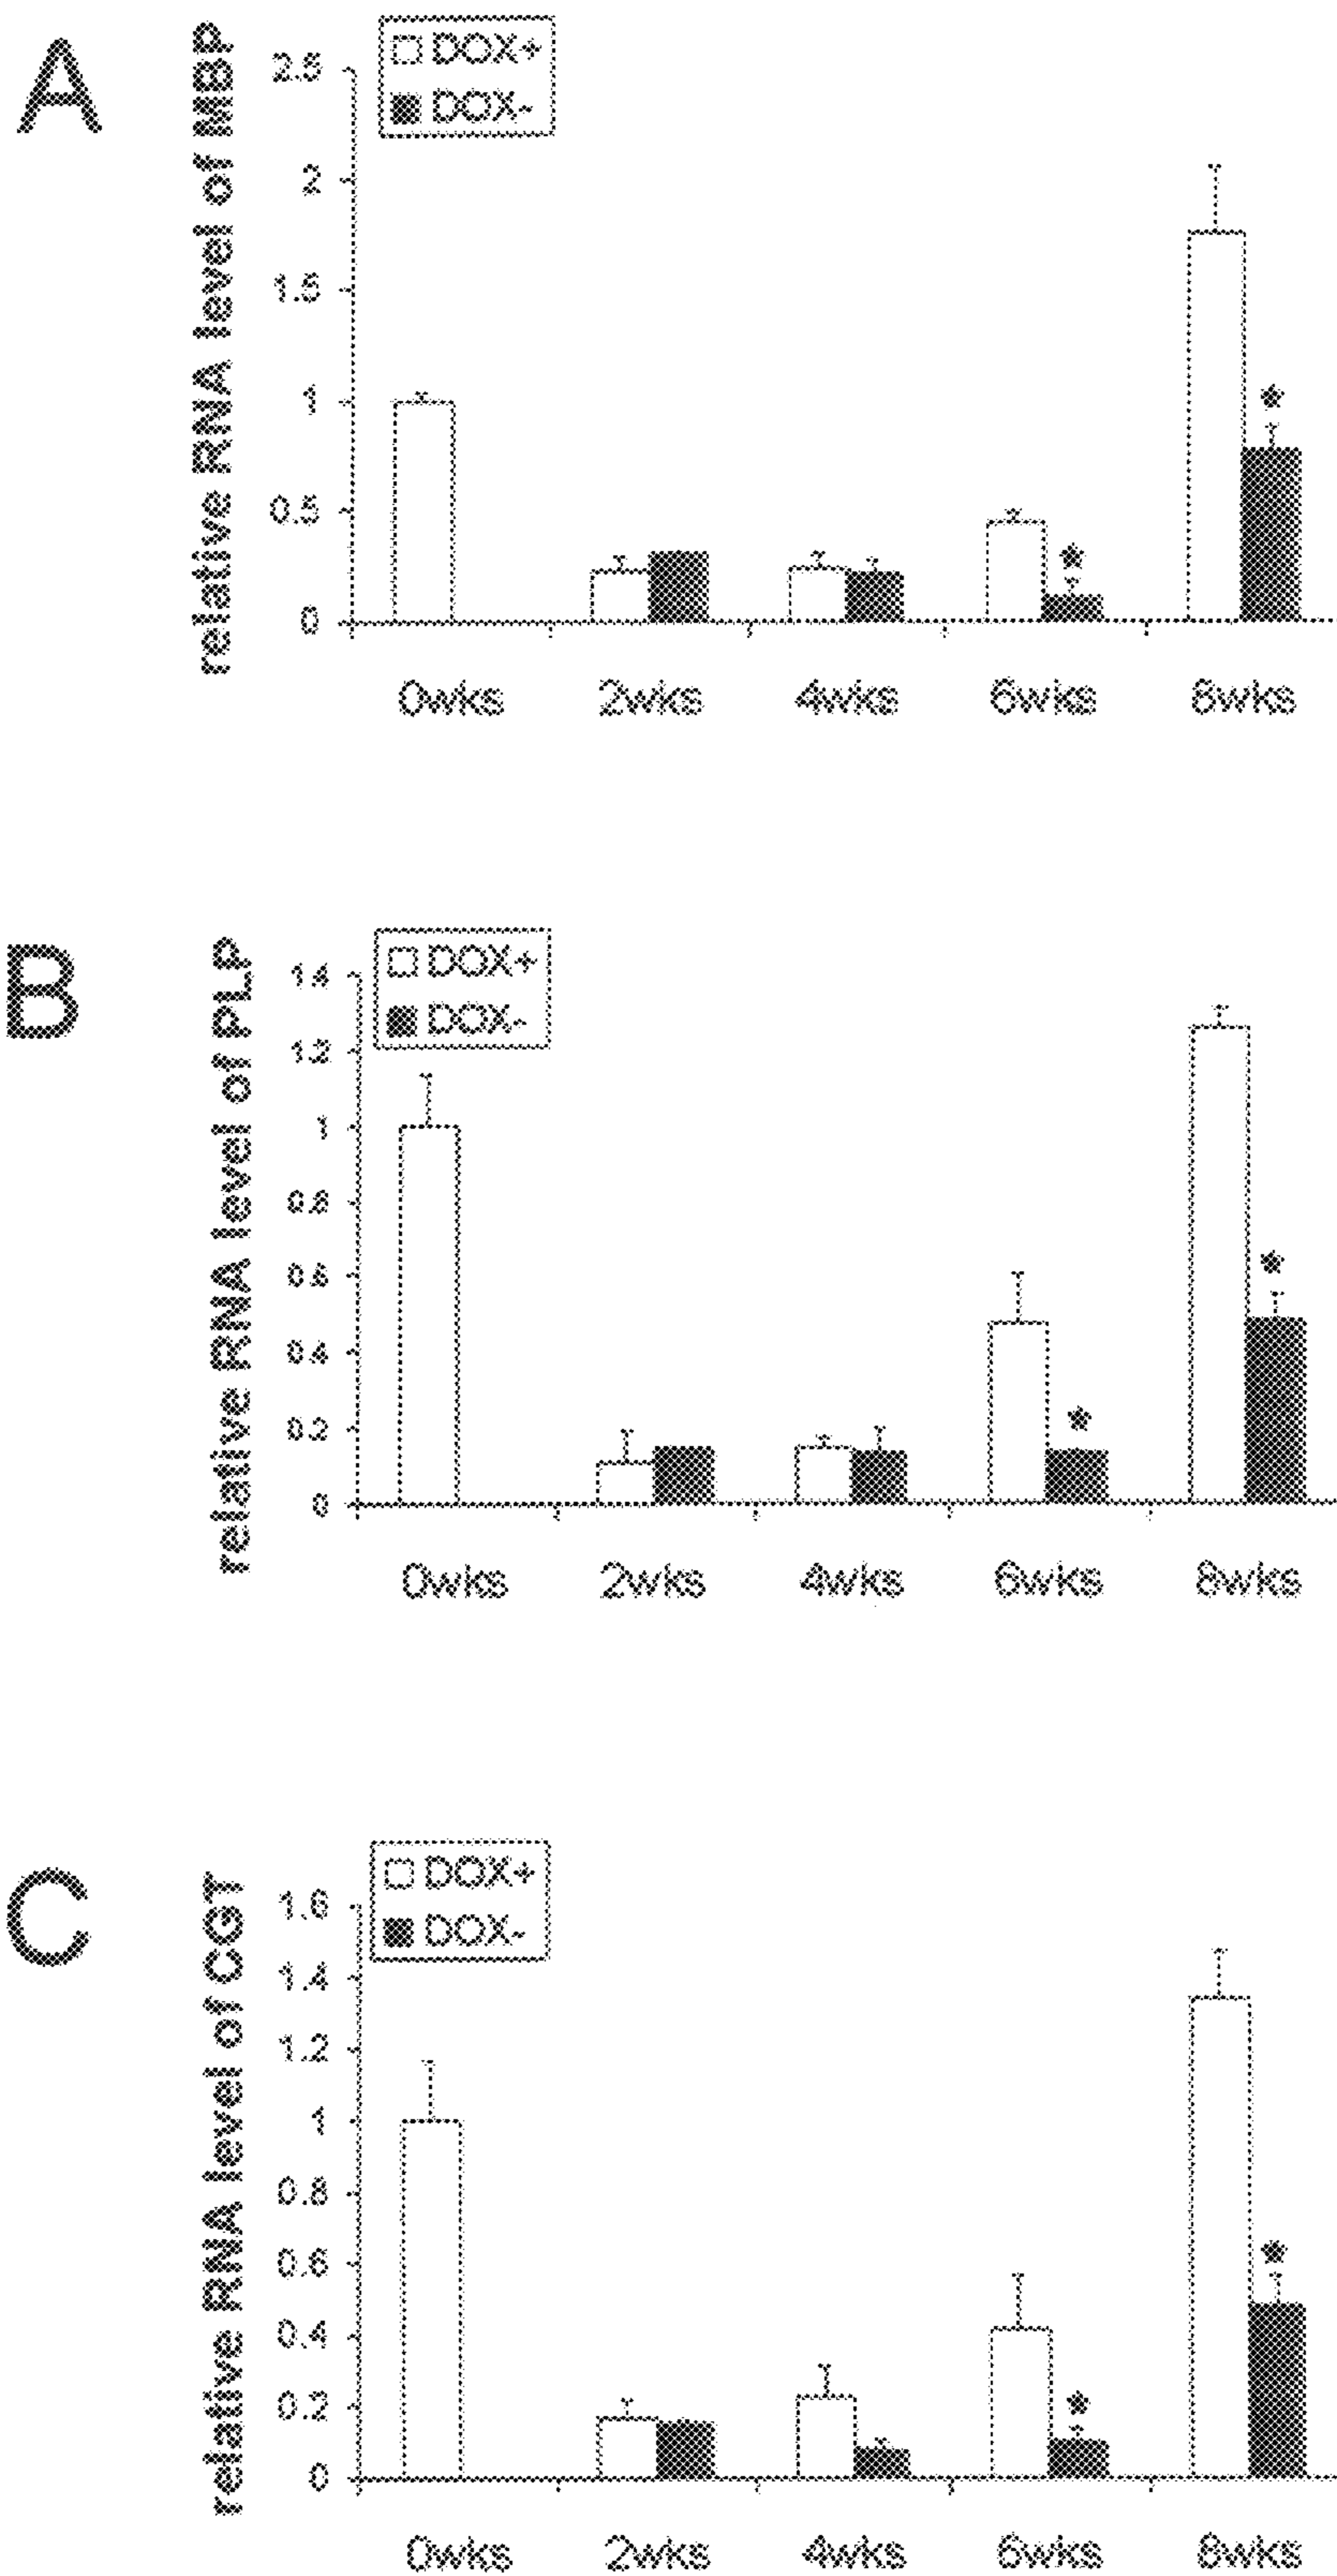 A
relative RNA level of MBP
DOX+
DOX-
2.5
2
1.5
1
0.5
0
*
*
0wks
2wks
4wks
6wks
8wks
B
relative RNA level of PLP
DOX+
DOX-
1.4
1.2
1
0.8
0.6
0.4
0.2
0
*
*
0wks
2wks
4wks
6wks
8wks
C
relative RNA level of CGT
DOX+
DOX-
1.6
1.4
1.2
1
0.8
0.6
0.4
0.2
0
*
*
0wks
2wks
4wks
6wks
8wks